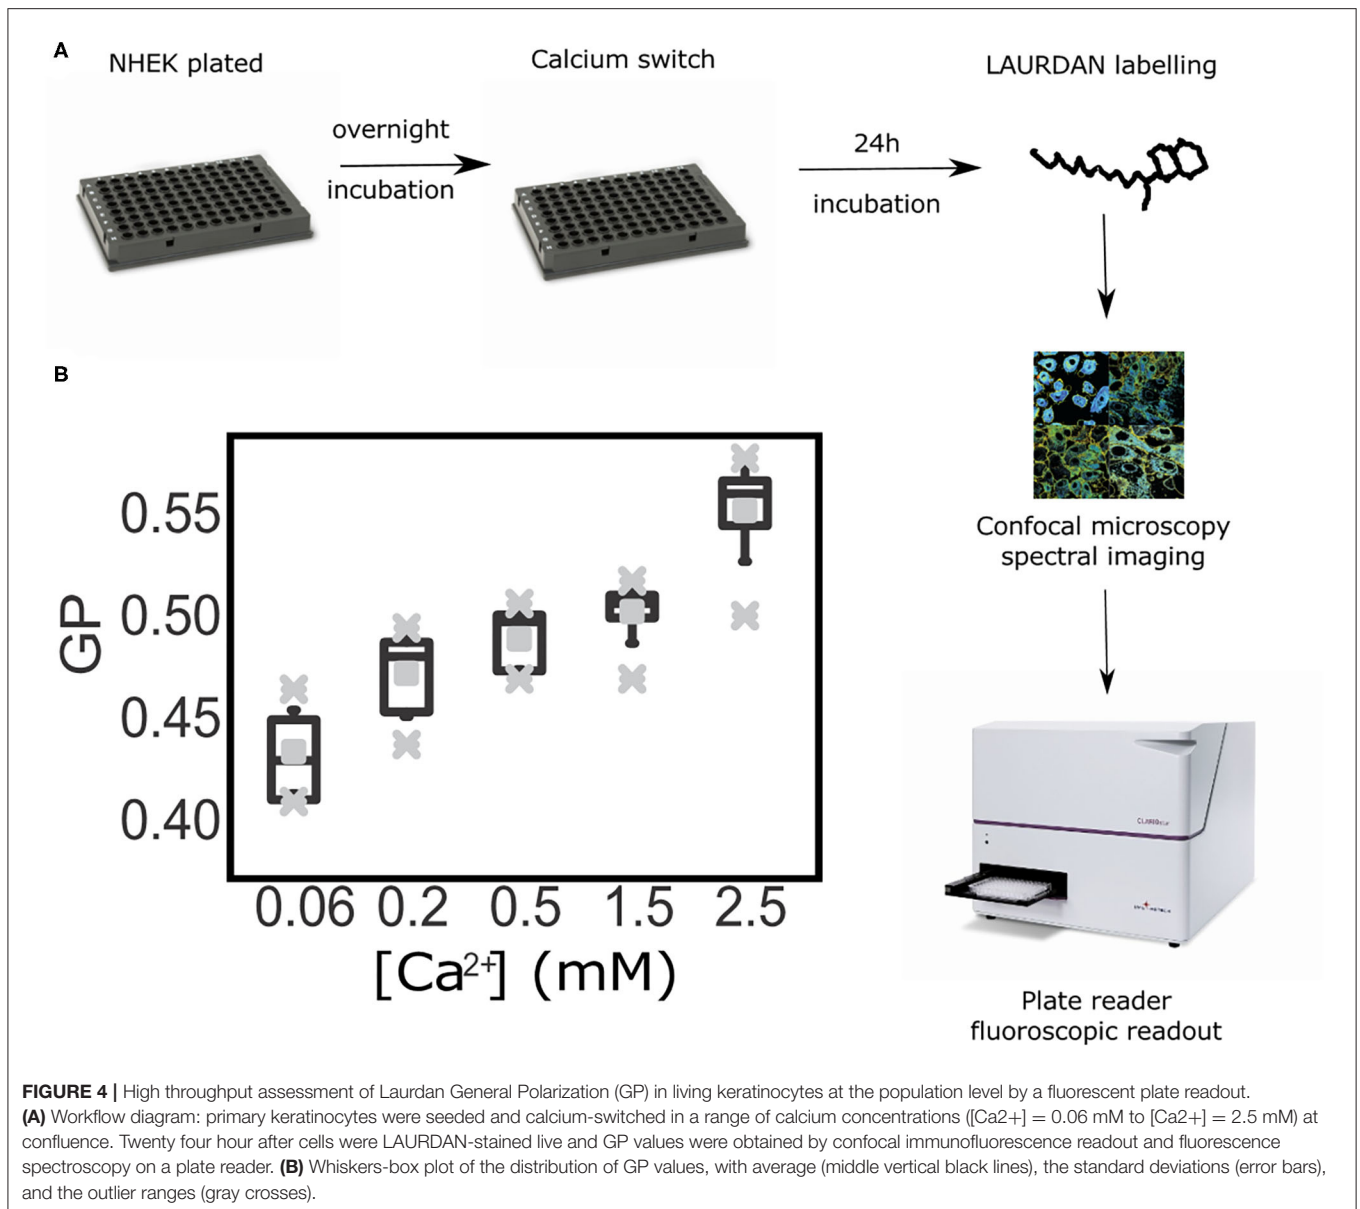 A
NHEK plated
Calcium switch
LAURDAN labelling
overnight
incubation
24h
incubation
Confocal microscopy
spectral imaging
Plate reader
fluoroscopic readout
B
GP
0.55
0.50
0.45
0.40
0.06 0.2 0.5 1.5 2.5
[Ca2+] (mM)
FIGURE 4 | High throughput assessment of Laurdan General Polarization (GP) in living keratinocytes at the population level by a fluorescent plate readout.
(A) Workflow diagram: primary keratinocytes were seeded and calcium-switched in a range of calcium concentrations ([Ca2+] = 0.06 mM to [Ca2+] = 2.5 mM) at
confluence. Twenty four hour after cells were LAURDAN-stained live and GP values were obtained by confocal immunofluorescence readout and fluorescence
spectroscopy on a plate reader. (B) Whiskers-box plot of the distribution of GP values, with average (middle vertical black lines), the standard deviations (error bars),
and the outlier ranges (gray crosses).